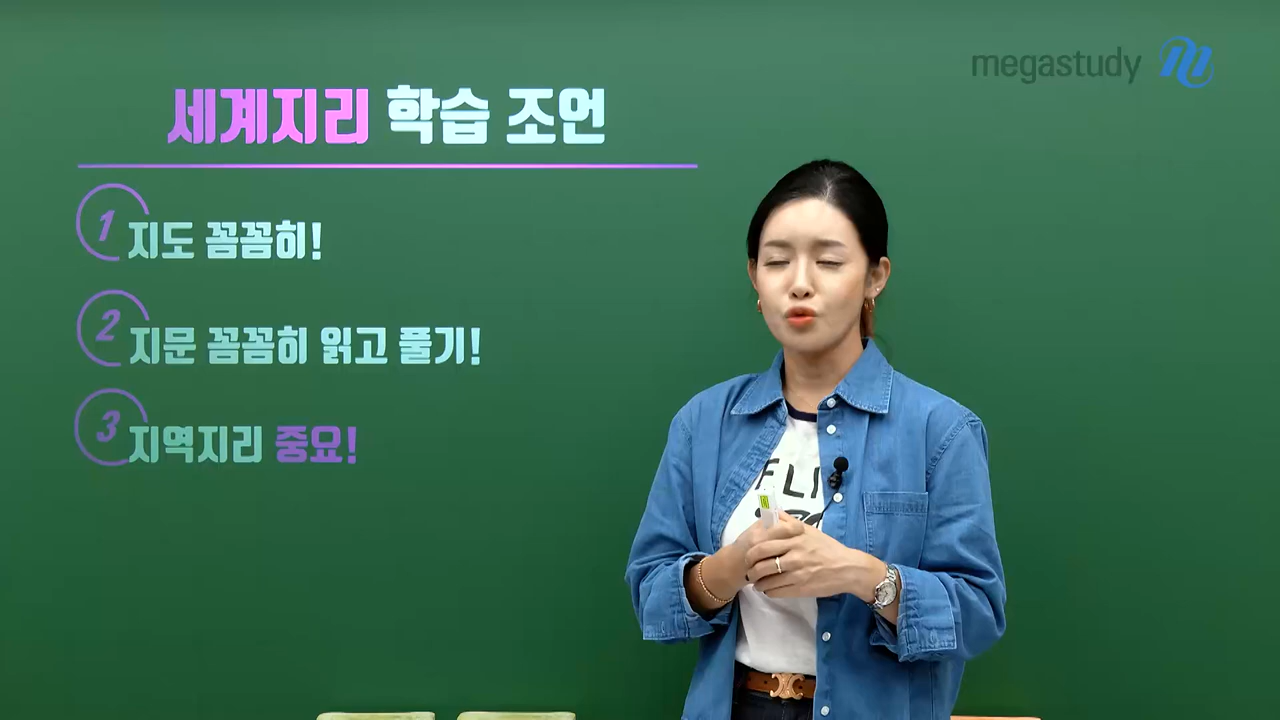 megastudy
세계지리 학습 조언
1 지도 꼼꼼히!
2 지문 꼼꼼히 읽고 풀기!
3 지역지리 중요!
FLI